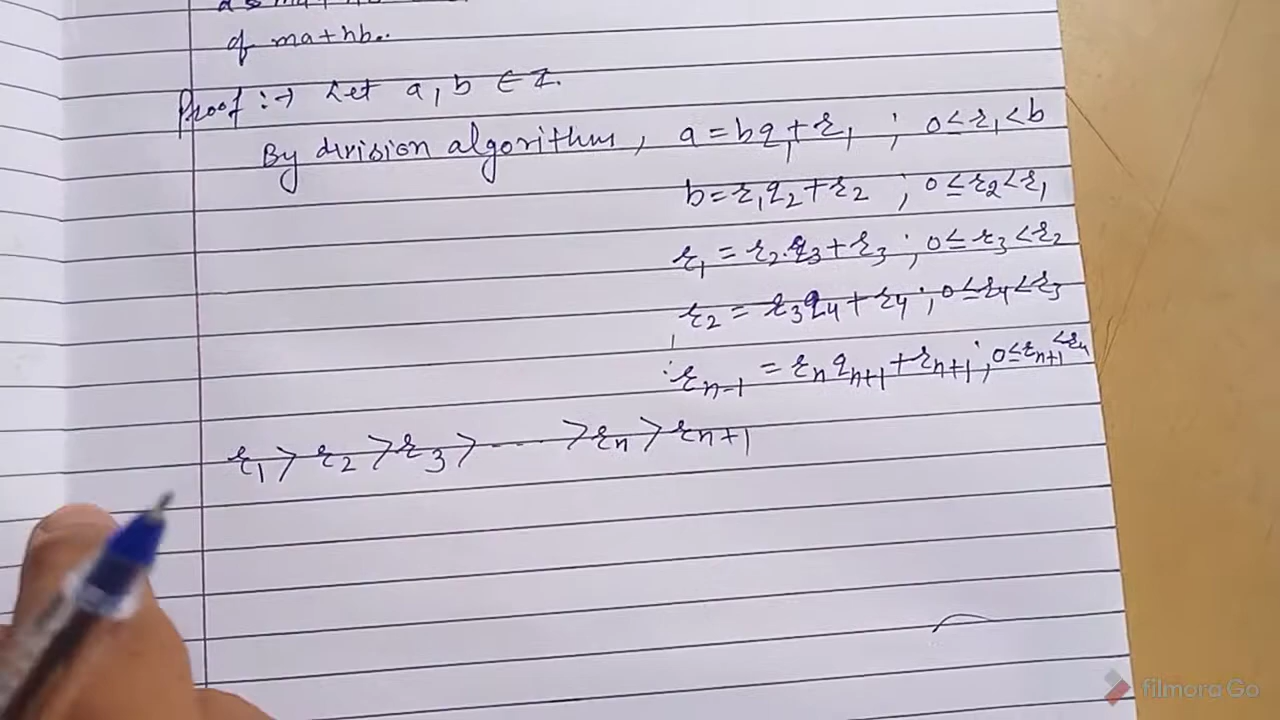 of ma+nb.
Proof :→ Let a, b ∈ Z.
By division algorithm, a = bq₁ + r₁ ; 0 ≤ r₁ < b
b = r₁q₂ + r₂ ; 0 ≤ r₂ < r₁
r₁ = r₂.q₃ + r₃ ; 0 ≤ r₃ < r₂
r₂ = r₃q₄ + r₄ ; 0 ≤ r₄ < r₃
rₙ₋₁ = rₙqₙ₊₁ + rₙ₊₁ ; 0 ≤ rₙ₊₁ < rₙ
r₁ > r₂ > r₃ > ---- > rₙ > rₙ₊₁
filmora Go